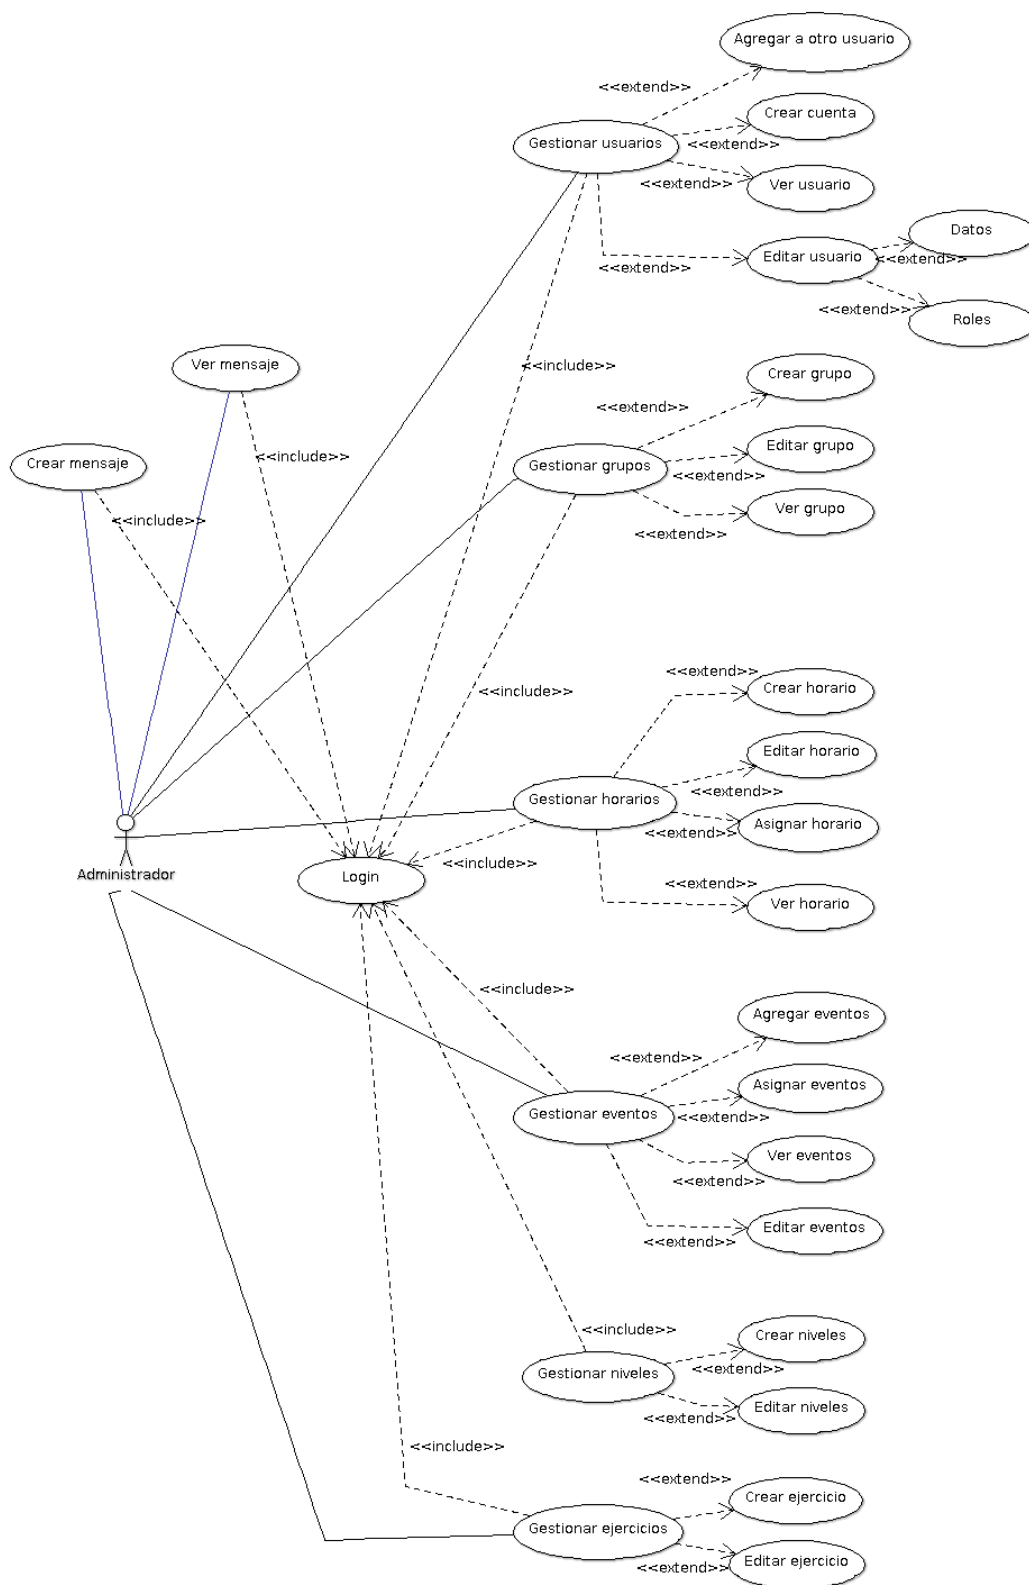 Agregar a otro usuario
<<extend>>
Crear cuenta
Gestionar usuarios
<<extend>>
<<extend>>
Ver usuario
Datos
Editar usuario
<<extend>>
<<extend>>
<<extend>>
Roles
Ver mensaje
<<include>>
Crear grupo
<<extend>>
Editar grupo
<<include>>
Crear mensaje
Gestionar grupos
<<extend>>
Ver grupo
<<include>>
<<extend>>
<<extend>>
Crear horario
<<include>>
Editar horario
<<extend>>
Gestionar horarios
Asignar horario
<<extend>>
<<include>>
Administrador
Login
<<extend>>
Ver horario
<<include>>
Agregar eventos
<<extend>>
Asignar eventos
Gestionar eventos
<<extend>>
Ver eventos
<<extend>>
Editar eventos
<<extend>>
<<include>>
Crear niveles
<<extend>>
Gestionar niveles
Editar niveles
<<extend>>
<<include>>
<<extend>>
Crear ejercicio
Gestionar ejercicios
Editar ejercicio
<<extend>>